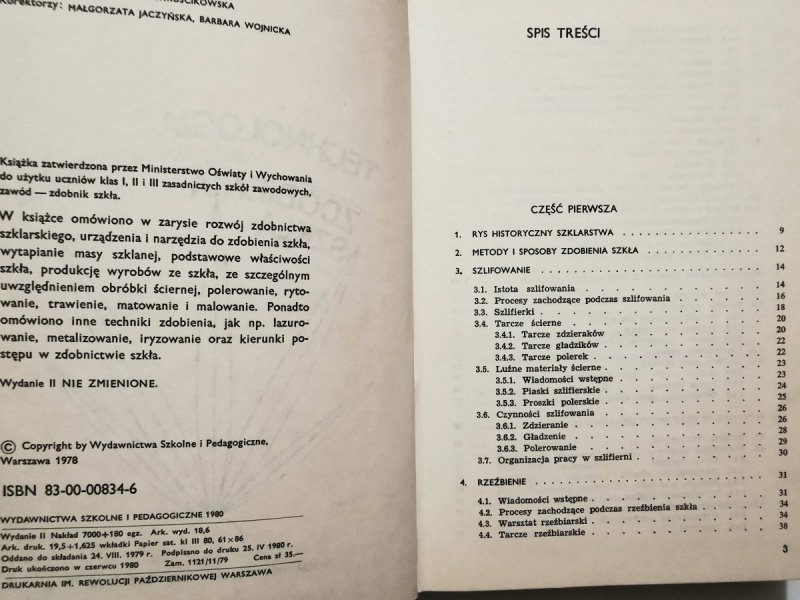 Korektorzy: MAŁGORZATA JACZYŃSKA, BARBARA WOJNICKA
Książka zatwierdzona przez Ministerstwo Oświaty i Wychowania
do użytku uczniów klas I, II i III zasadniczych szkół zawodowych,
zawód — zdobnik szkła.
W książce omówiono w zarysie rozwój zdobnictwa
szklarskiego, urządzenia i narzędzia do zdobienia szkła,
wytapianie masy szklanej, podstawowe właściwości
szkła, produkcję wyrobów ze szkła, ze szczególnym
uwzględnieniem obróbki ściernej, polerowanie, ryto-
wanie, trawienie, matowanie i malowanie. Ponadto
omówiono inne techniki zdobienia, jak np. lazuro-
wanie, metalizowanie, iryzowanie oraz kierunki po-
stępu w zdobnictwie szkła.
Wydanie II NIE ZMIENIONE.
© Copyright by Wydawnictwa Szkolne i Pedagogiczne,
Warszawa 1978
ISBN 83-00-00834-6
WYDAWNICTWA SZKOLNE I PEDAGOGICZNE 1980
Wydanie II Nakład 7000+180 egz. Ark. wyd. 18,6
Ark. druk. 19,5+1,625 wkładki Papier sat. kl III 80, 61×86
Oddano do składania 24. VIII. 1979 r. Podpisano do druku 25. IV 1980 r.
Druk ukończono w czerwcu 1980 Zam. 1121/11/79 Cena zł 35.—
DRUKARNIA IM. REWOLUCJI PAŹDZIERNIKOWEJ WARSZAWA
SPIS TREŚCI
CZĘŚĆ PIERWSZA
1. RYS HISTORYCZNY SZKLARSTWA 9
2. METODY I SPOSOBY ZDOBIENIA SZKŁA 12
3. SZLIFOWANIE 14
3.1. Istota szlifowania 14
3.2. Procesy zachodzące podczas szlifowania 16
3.3. Szlifierki 18
3.4. Tarcze ścierne 20
3.4.1. Tarcze zdzieraków 20
3.4.2. Tarcze gładzików 22
3.4.3. Tarcze polerek 22
3.5. Luźne materiały ścierne 23
3.5.1. Wiadomości wstępne 23
3.5.2. Piaski szlifierskie 24
3.5.3. Proszki polerskie 25
3.6. Czynności szlifowania 26
3.6.1. Zdzieranie 26
3.6.2. Gładzenie 28
3.6.3. Polerowanie 29
3.7. Organizacja pracy w szlifierni 30
4. RZEŹBIENIE 31
4.1. Wiadomości wstępne 31
4.2. Procesy zachodzące podczas rzeźbienia szkła 34
4.3. Warsztat rzeźbiarski 34
4.4. Tarcze rzeźbiarskie 38
3